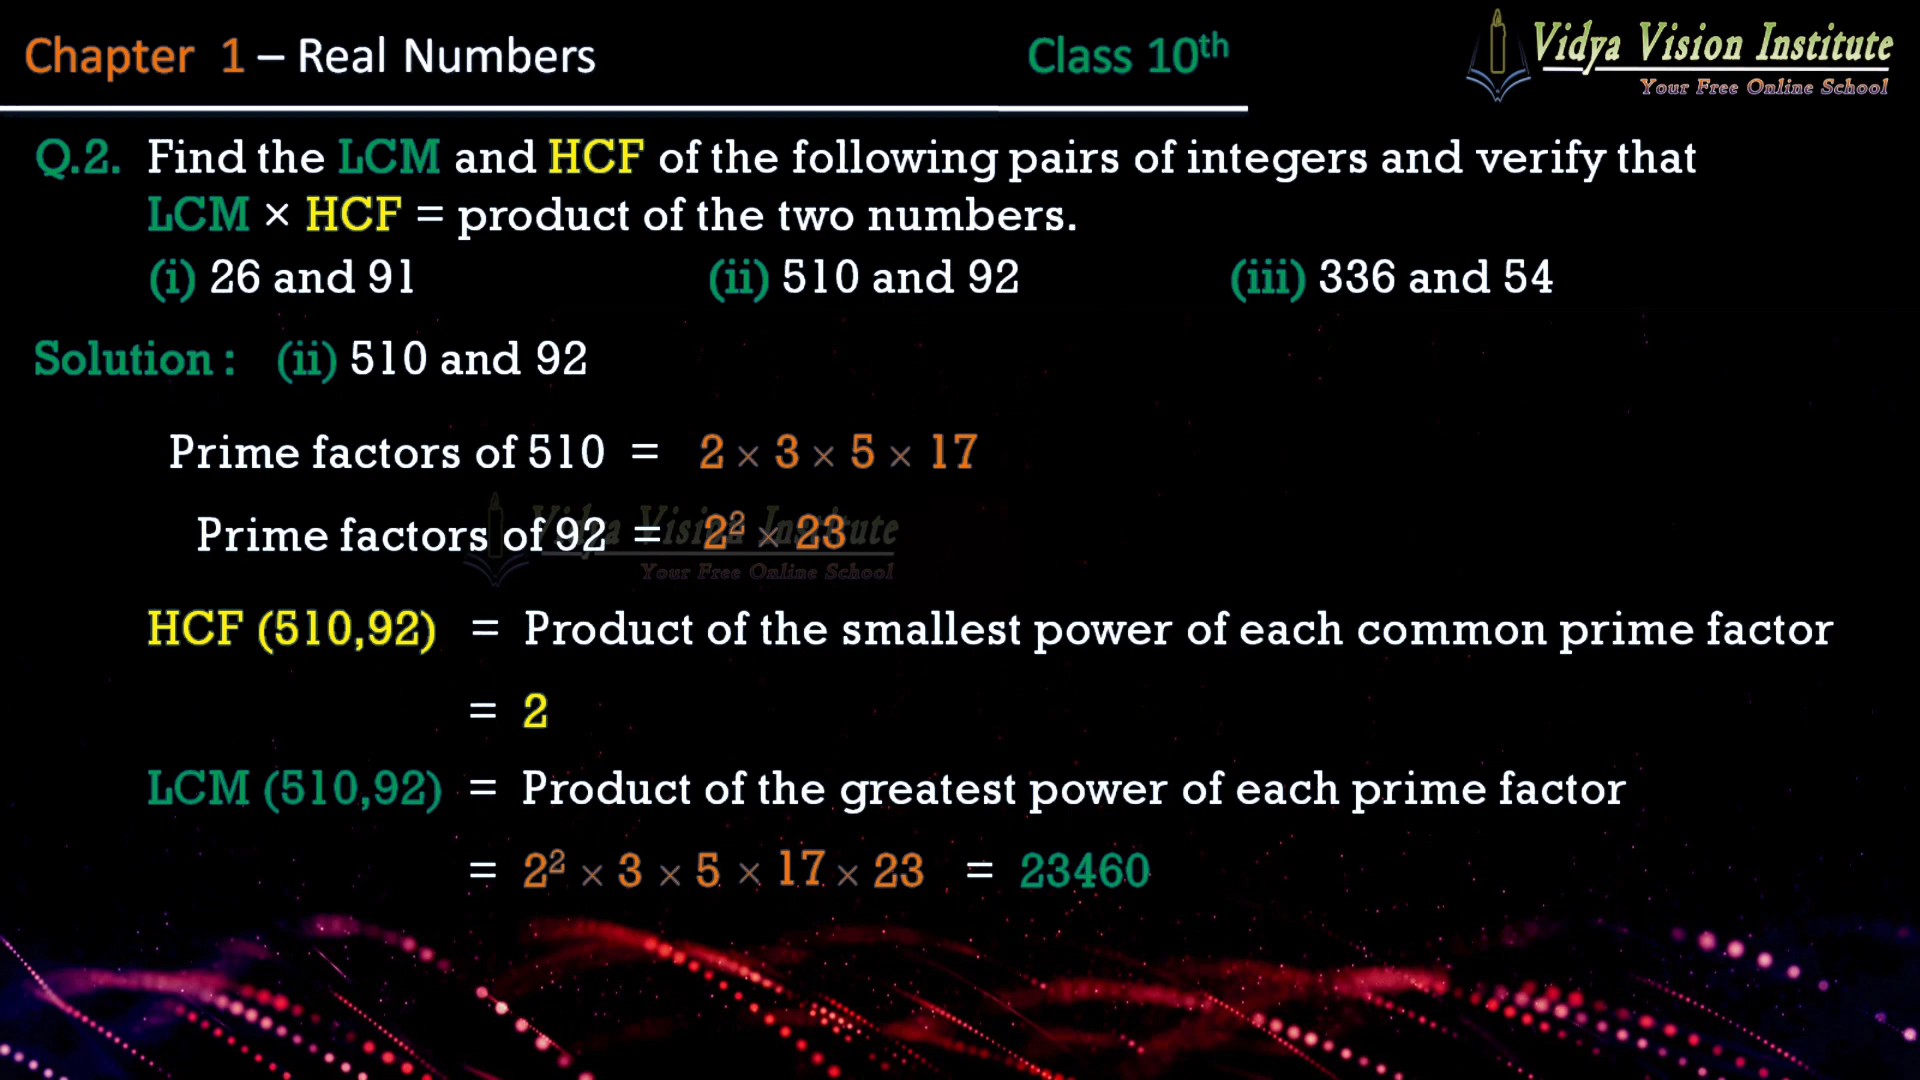 Chapter 1 – Real Numbers
Class 10th
Vidya Vision Institute
Your Free Online School
Q.2. Find the LCM and HCF of the following pairs of integers and verify that
LCM × HCF = product of the two numbers.
(i) 26 and 91 (ii) 510 and 92 (iii) 336 and 54
Solution : (ii) 510 and 92
Prime factors of 510 = 2 × 3 × 5 × 17
Prime factors of 92 = 2² × 23
Vidya Vision Institute
Your Free Online School
HCF (510,92) = Product of the smallest power of each common prime factor
= 2
LCM (510,92) = Product of the greatest power of each prime factor
= 2² × 3 × 5 × 17 × 23 = 23460